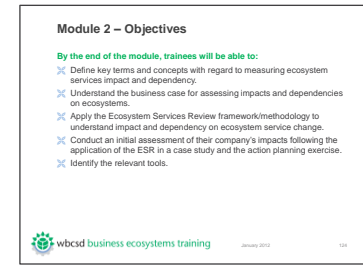 Module 2 – Objectives
By the end of the module, trainees will be able to:
Define key terms and concepts with regard to measuring ecosystem
services impact and dependency.
Understand the business case for assessing impacts and dependencies
on ecosystems.
Apply the Ecosystem Services Review framework/methodology to
understand impact and dependency on ecosystem service change.
Conduct an initial assessment of their company's impacts following the
application of the ESR in a case study and the action planning exercise.
Identify the relevant tools.
wbcsd business ecosystems training
January 2012
124